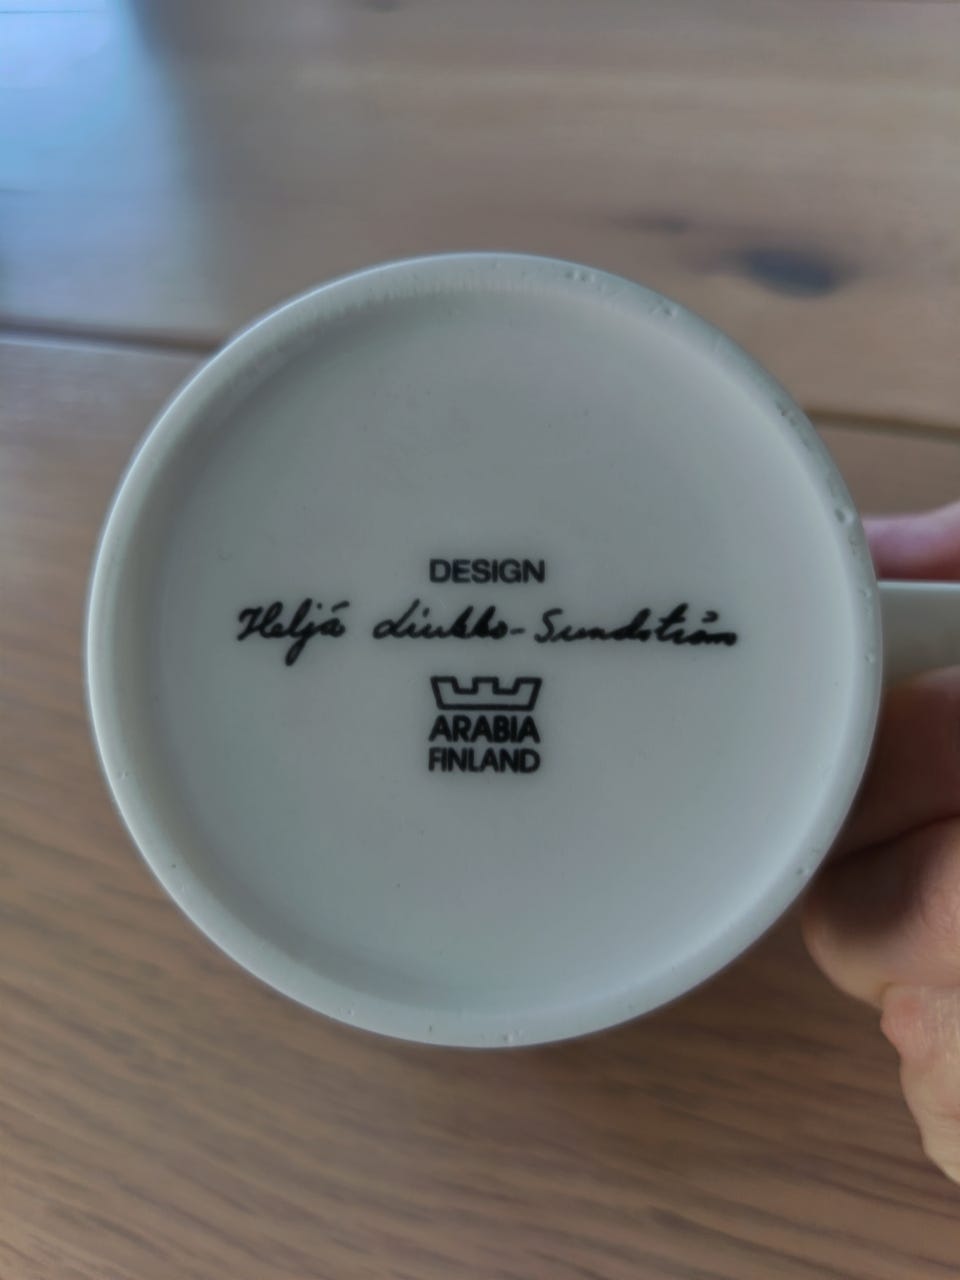 DESIGN
Heljä Liukko-Sundström
ARABIA
FINLAND